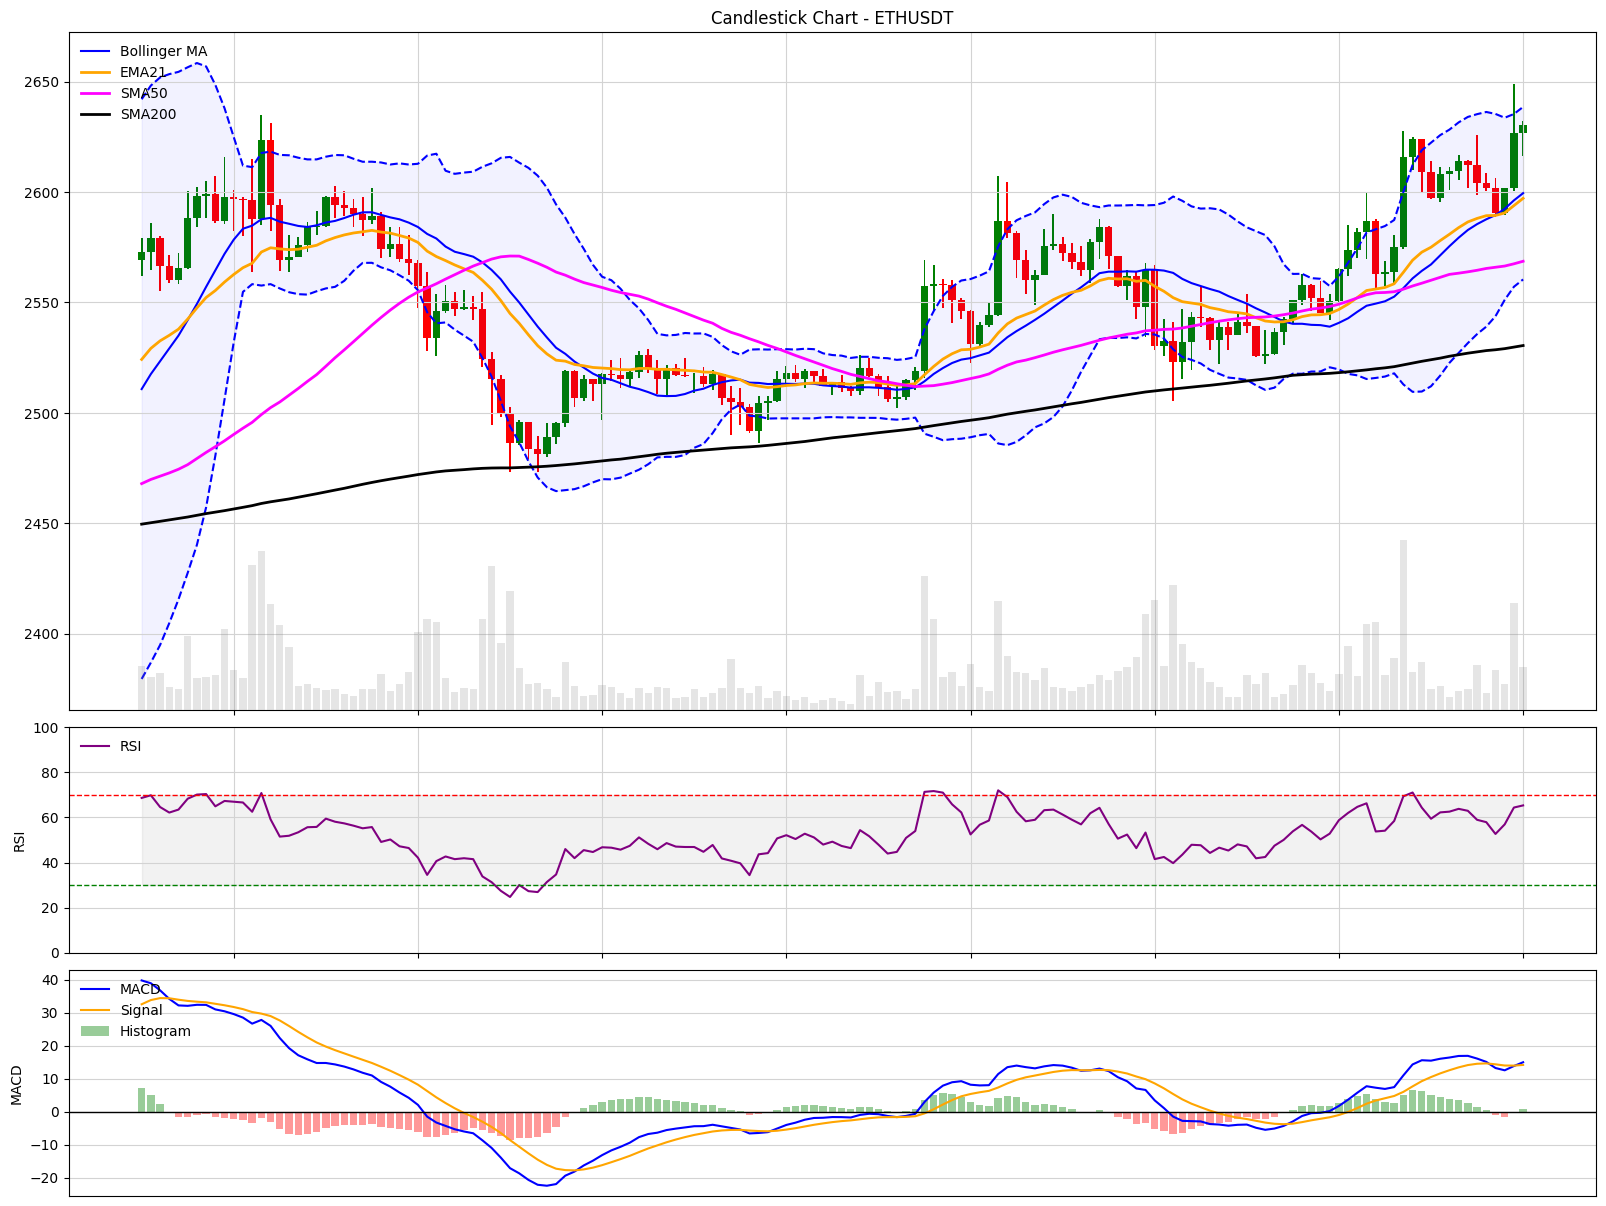 Candlestick Chart - ETHUSDT
Bollinger MA
EMA21
SMA50
SMA200
2650
2600
2550
2500
2450
2400
RSI
100
80
60
40
20
0
RSI
MACD
Signal
Histogram
40
30
20
10
0
−10
−20
MACD